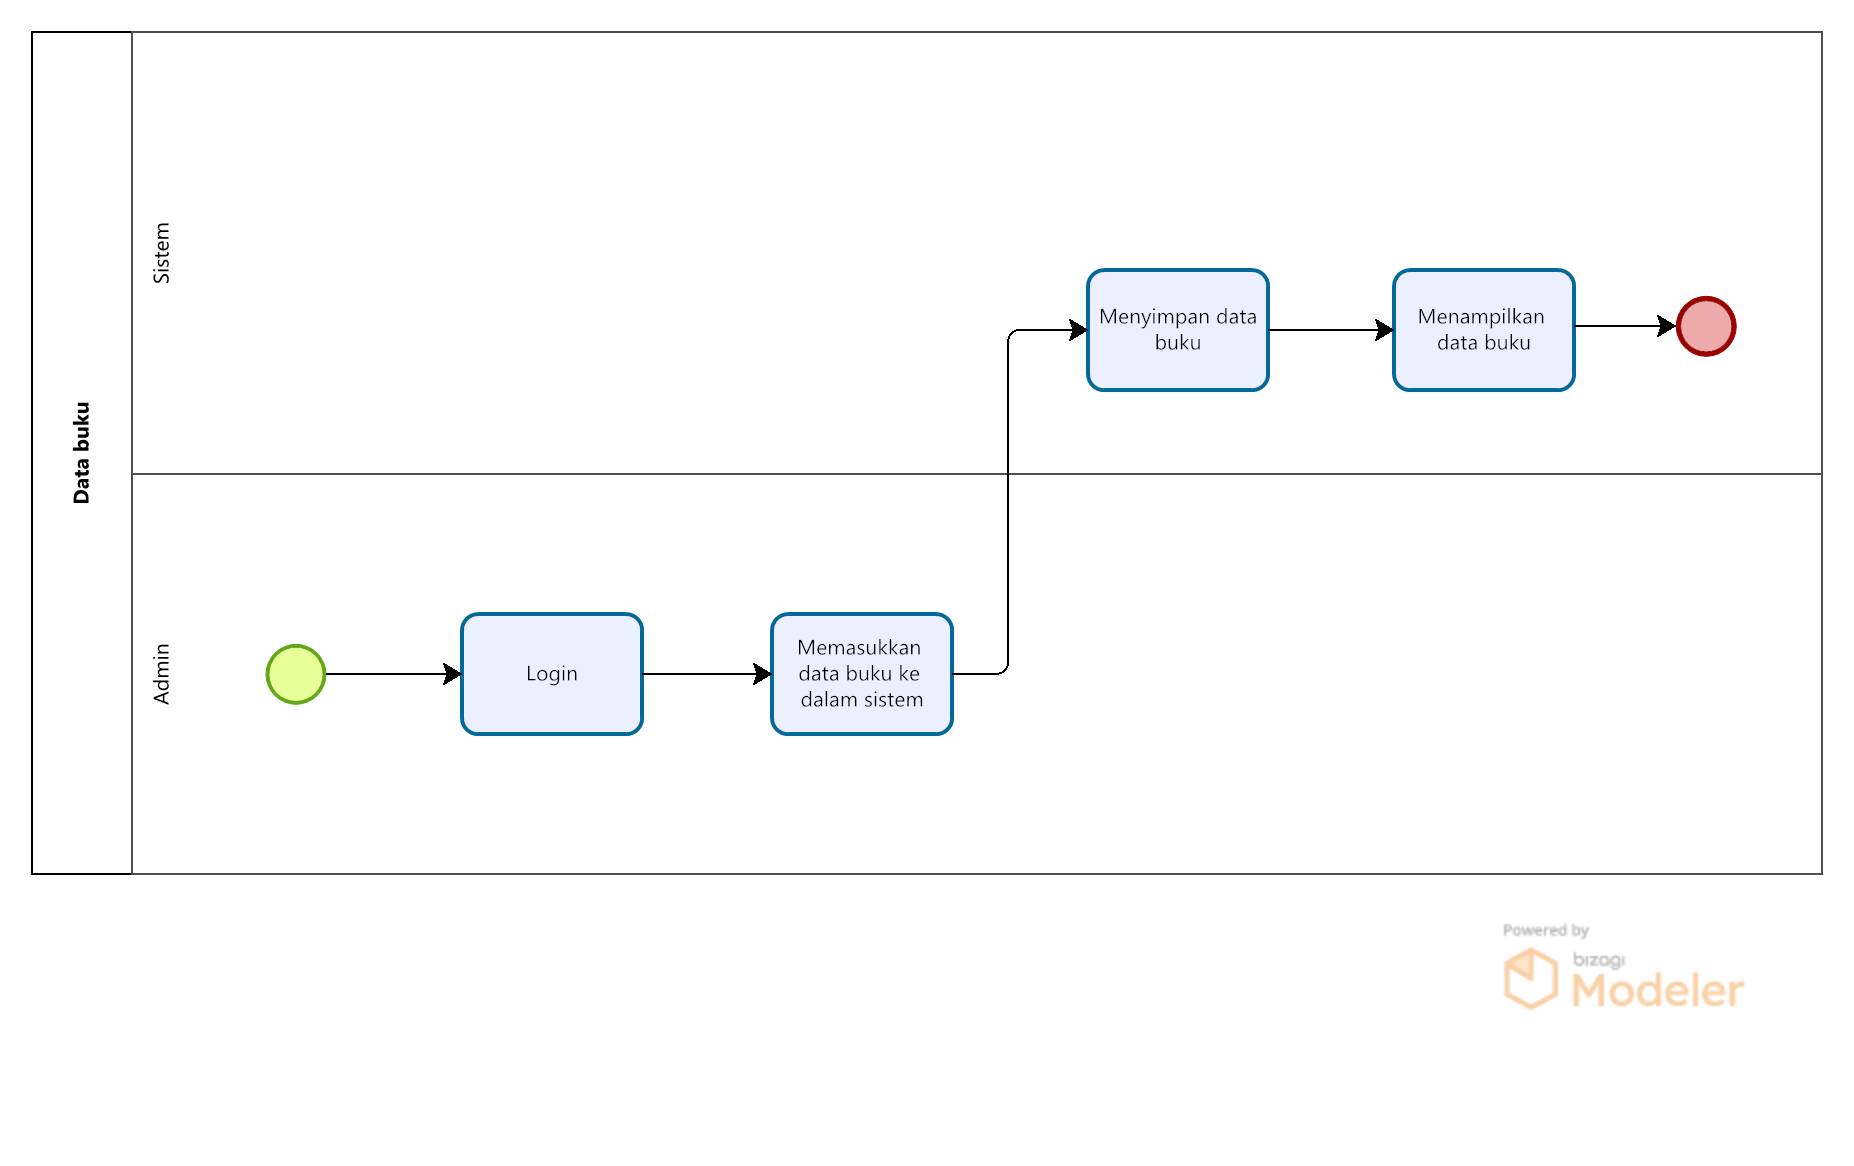 Data buku
Sistem
Menyimpan data
buku
Menampilkan
data buku
Admin
Login
Memasukkan
data buku ke
dalam sistem
Powered by
bizagi
Modeler